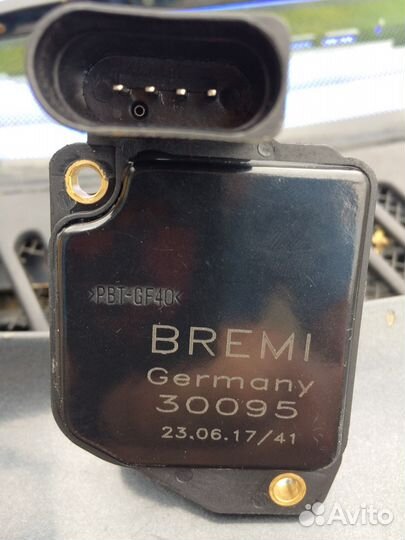 >PBT-GF40<
BREMI
Germany
30095
23.06.17/41
Avito